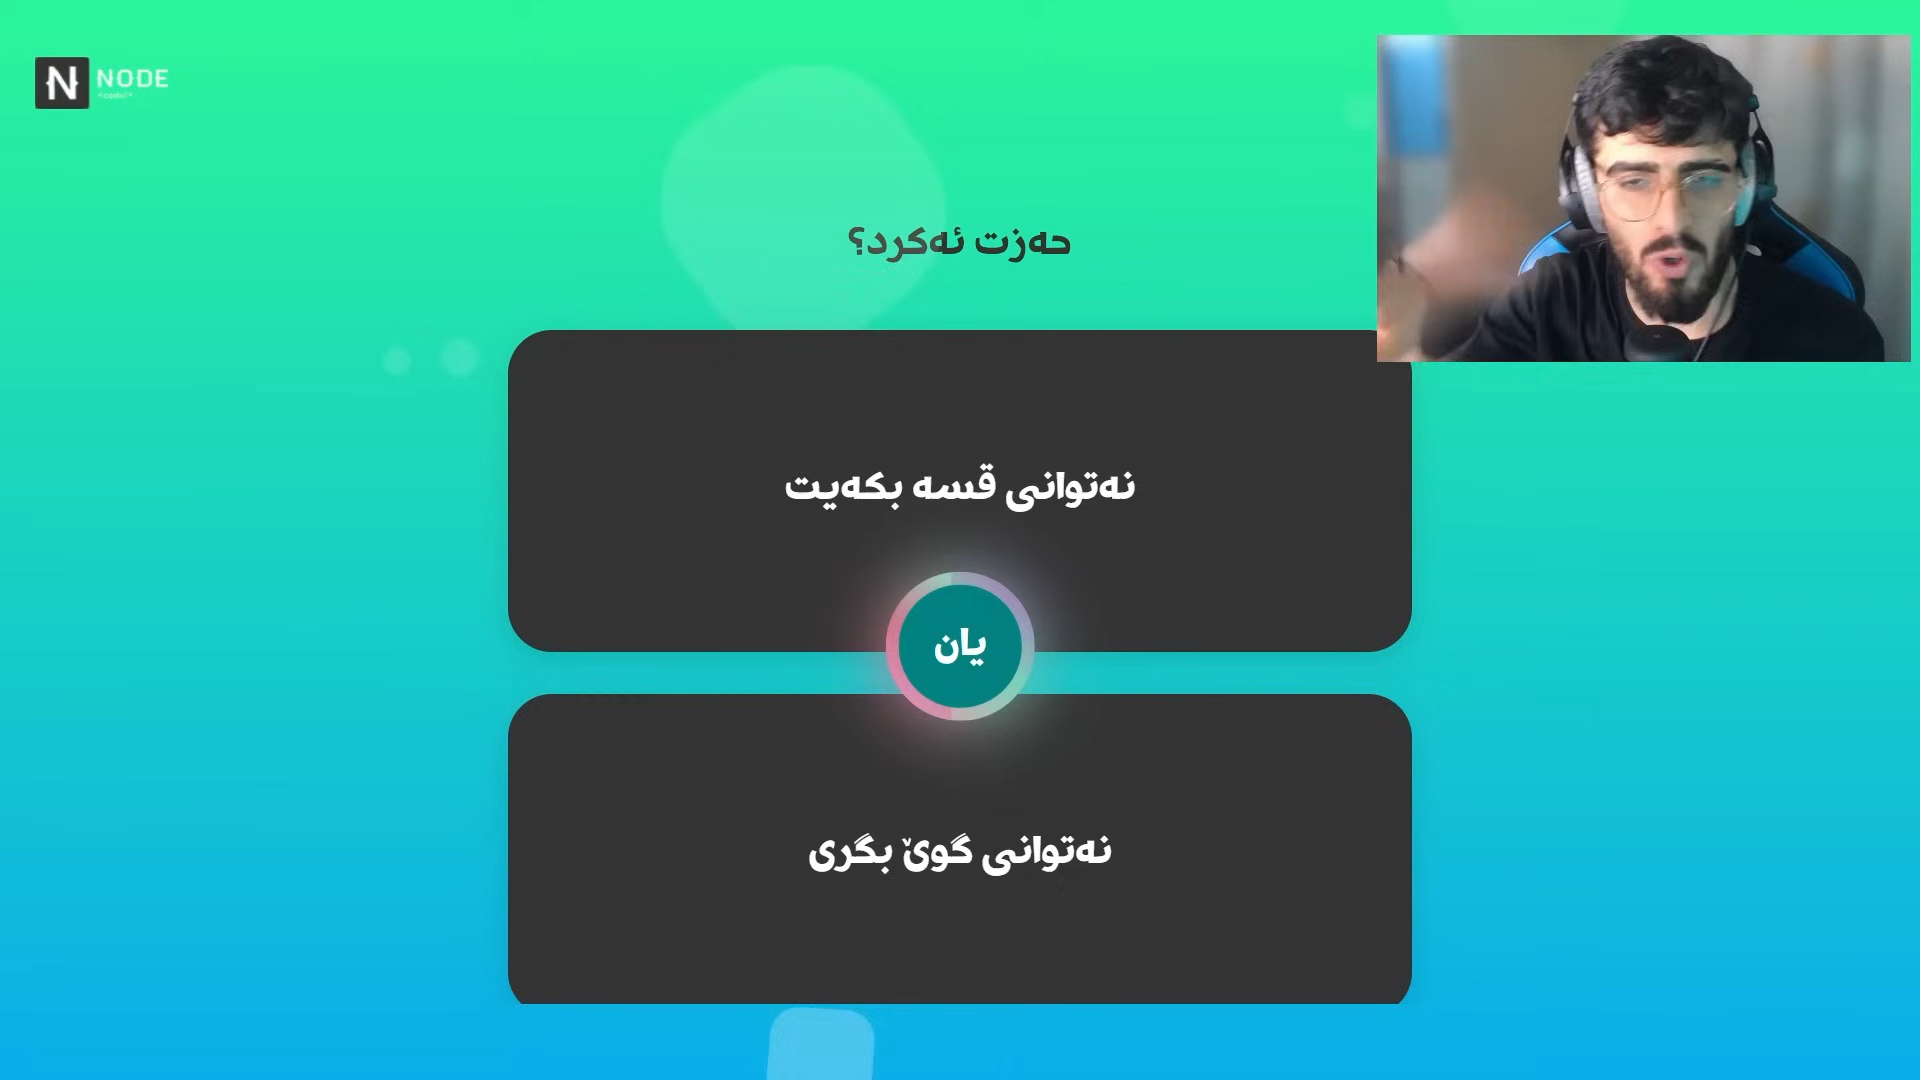 NODE
حەزت ئەکرد؟
نەتوانی قسە بکەیت
یان
نەتوانی گوێ بگری